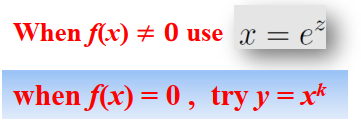 When f(x) ≠ 0 use x = e^z
when f(x) = 0 , try y = x^k